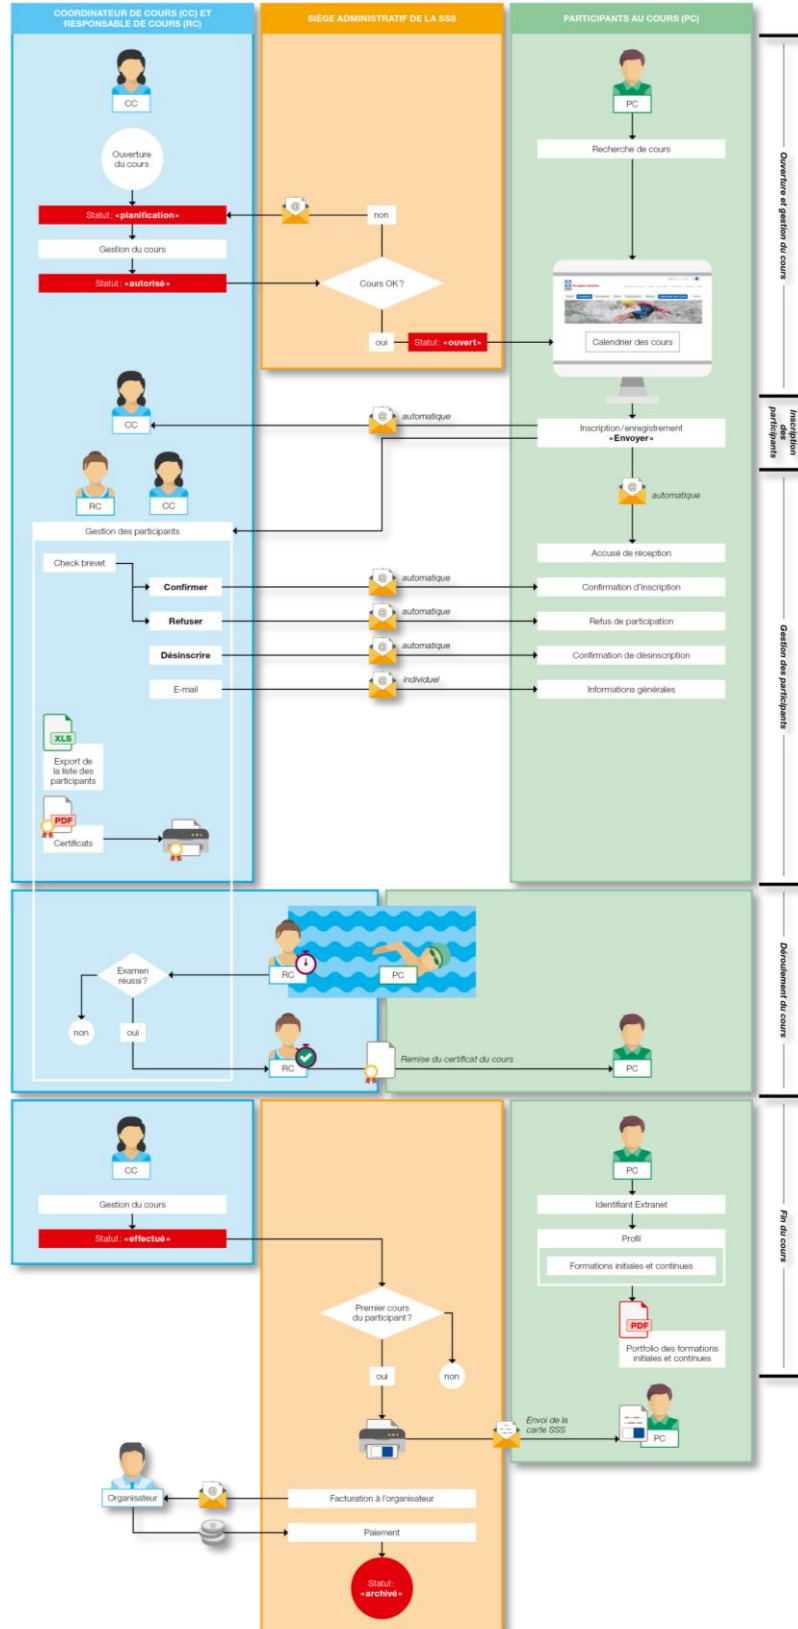 COORDINATEUR DE COURS (CC) ET
RESPONSABLE DE COURS (RC)
SIÈGE ADMINISTRATIF DE LA SSS
PARTICIPANTS AU COURS (PC)
CC
PC
Ouverture
du cours
Recherche de cours
Statut: «planification»
@
non
Gestion du cours
Statut: «autorisé»
Cours OK?
oui
Statut: «ouvert»
Calendrier des cours
Ouverture et gestion du cours
CC
@
automatique
Inscription/enregistrement
«Envoyer»
Inscription
des
participants
RC
CC
@
automatique
Gestion des participants
Accusé de réception
Check brevet
Confirmer
@
automatique
Confirmation d'inscription
Refuser
@
automatique
Refus de participation
Désinscrire
@
automatique
Confirmation de désinscription
E-mail
@
individuel
Informations générales
Gestion des participants
XLS
Export de
la liste des
participants
PDF
Certificats
RC
PC
Examen
réussi?
non
oui
RC
Remise du certificat du cours
PC
Déroulement du cours
CC
PC
Gestion du cours
Identifiant Extranet
Statut: «effectué»
Profil
Formations initiales et continues
Premier cours
du participant?
PDF
Portfolio des formations
initiales et continues
oui
non
Fin du cours
Envoi de la
carte SSS
PC
Organisateur
@
Facturation à l'organisateur
Paiement
Statut:
«archivé»